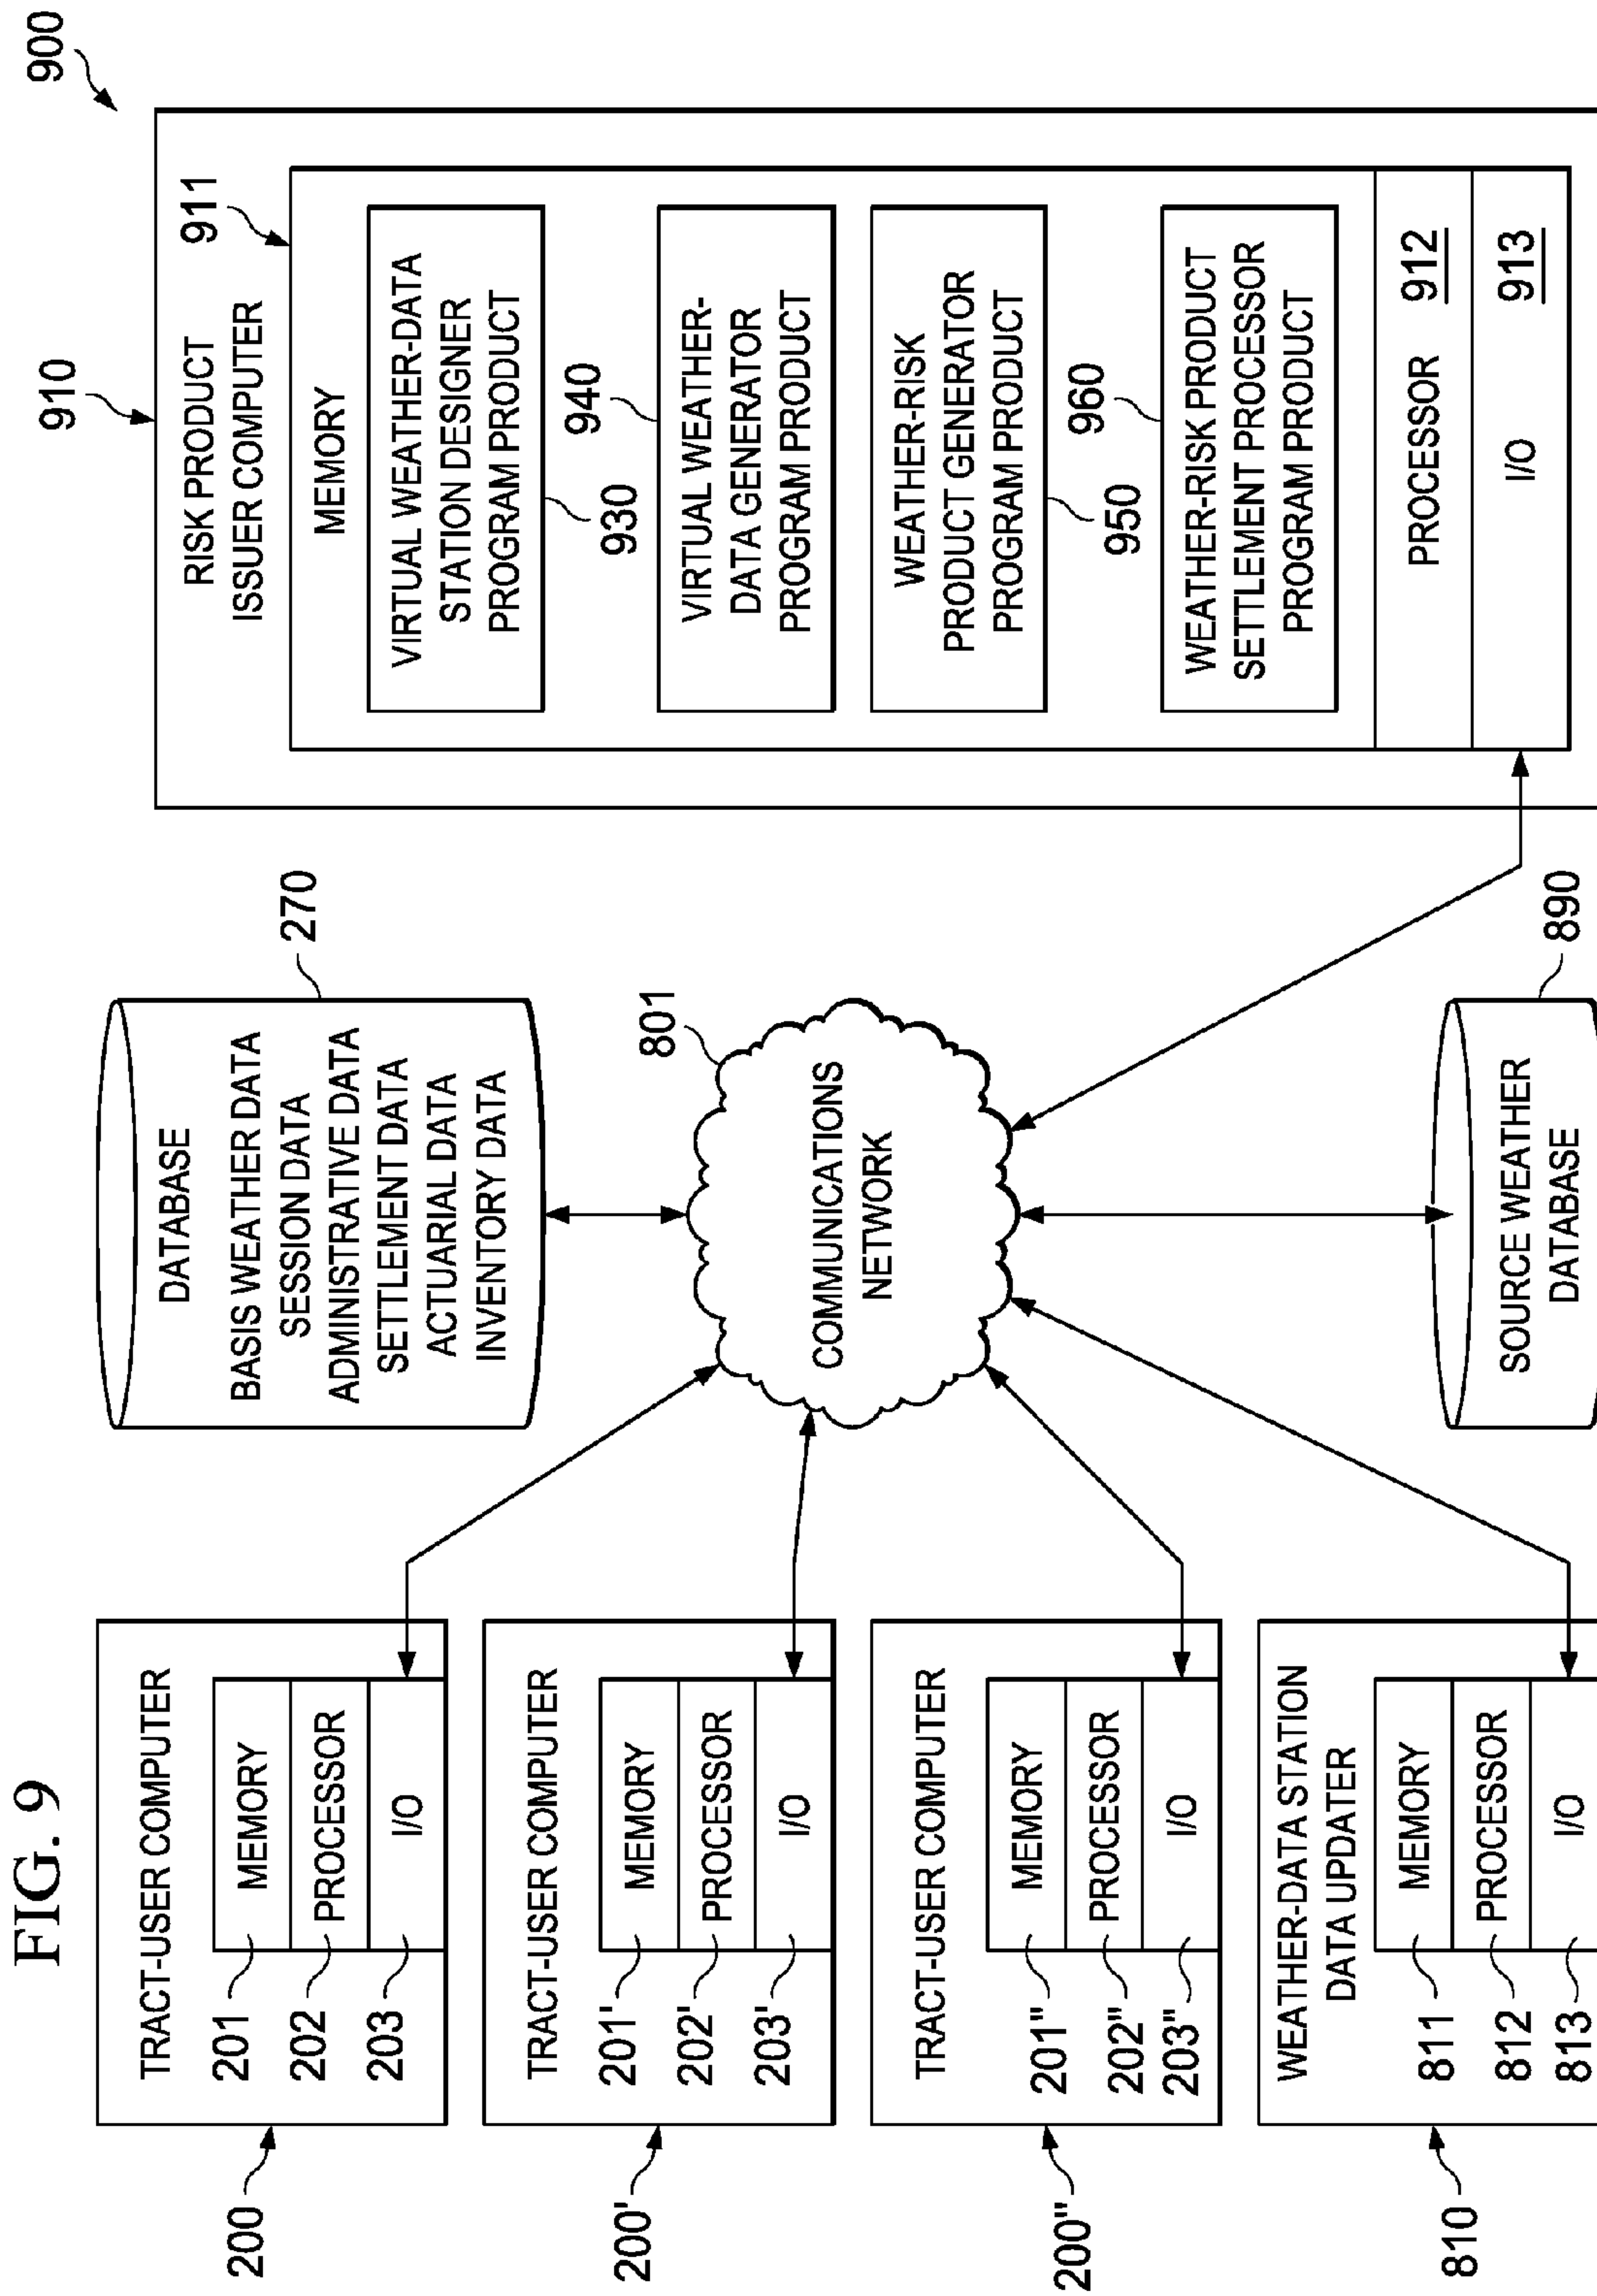 FIG. 9
900
200
TRACT-USER COMPUTER
201
MEMORY
202
PROCESSOR
203
I/O
200'
TRACT-USER COMPUTER
201'
MEMORY
202'
PROCESSOR
203'
I/O
200"
TRACT-USER COMPUTER
201"
MEMORY
202"
PROCESSOR
203"
I/O
810
WEATHER-DATA STATION
DATA UPDATER
811
MEMORY
812
PROCESSOR
813
I/O
270
DATABASE
BASIS WEATHER DATA
SESSION DATA
ADMINISTRATIVE DATA
SETTLEMENT DATA
ACTUARIAL DATA
INVENTORY DATA
801
COMMUNICATIONS
NETWORK
890
SOURCE WEATHER
DATABASE
910
RISK PRODUCT
ISSUER COMPUTER
911
MEMORY
VIRTUAL WEATHER-DATA
STATION DESIGNER
PROGRAM PRODUCT
930
940
VIRTUAL WEATHER-
DATA GENERATOR
PROGRAM PRODUCT
WEATHER-RISK
PRODUCT GENERATOR
PROGRAM PRODUCT
950
960
WEATHER-RISK PRODUCT
SETTLEMENT PROCESSOR
PROGRAM PRODUCT
PROCESSOR
912
I/O
913